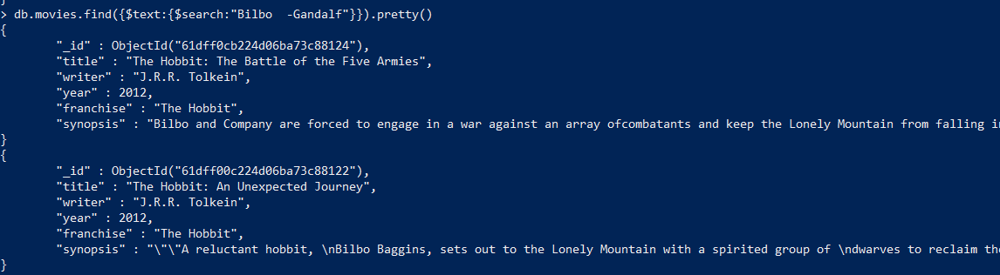 }
> db.movies.find({$text:{$search:"Bilbo  -Gandalf"}}).pretty()
{
        "_id" : ObjectId("61dff0cb224d06ba73c88124"),
        "title" : "The Hobbit: The Battle of the Five Armies",
        "writer" : "J.R.R. Tolkein",
        "year" : 2012,
        "franchise" : "The Hobbit",
        "synopsis" : "Bilbo and Company are forced to engage in a war against an array ofcombatants and keep the Lonely Mountain from falling in
}
{
        "_id" : ObjectId("61dff00c224d06ba73c88122"),
        "title" : "The Hobbit: An Unexpected Journey",
        "writer" : "J.R.R. Tolkein",
        "year" : 2012,
        "franchise" : "The Hobbit",
        "synopsis" : "\"\"A reluctant hobbit, \nBilbo Baggins, sets out to the Lonely Mountain with a spirited group of \ndwarves to reclaim the
}